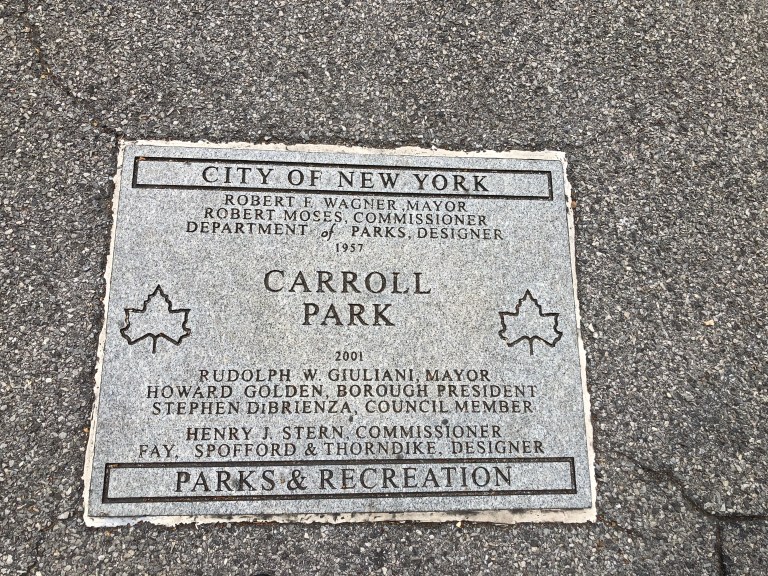 CITY OF NEW YORK
ROBERT F. WAGNER, MAYOR
ROBERT MOSES, COMMISSIONER
DEPARTMENT of PARKS, DESIGNER
1957
CARROLL
PARK
2001
RUDOLPH W. GIULIANI, MAYOR
HOWARD GOLDEN, BOROUGH PRESIDENT
STEPHEN DiBRIENZA, COUNCIL MEMBER
HENRY J. STERN, COMMISSIONER
FAY, SPOFFORD & THORNDIKE, DESIGNER
PARKS & RECREATION